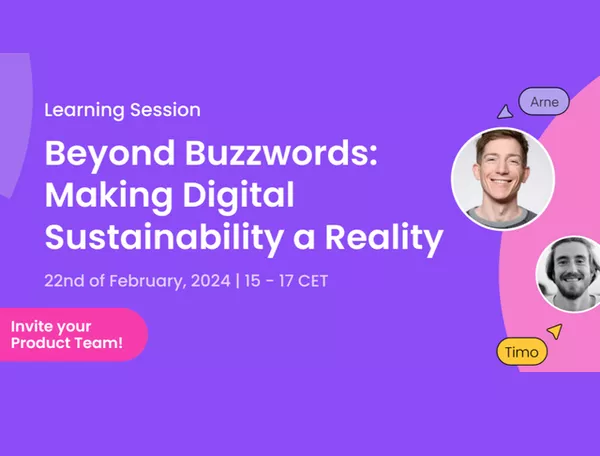 Learning Session
Beyond Buzzwords:
Making Digital
Sustainability a Reality
22nd of February, 2024 | 15 - 17 CET
Invite your
Product Team!
Arne
Timo